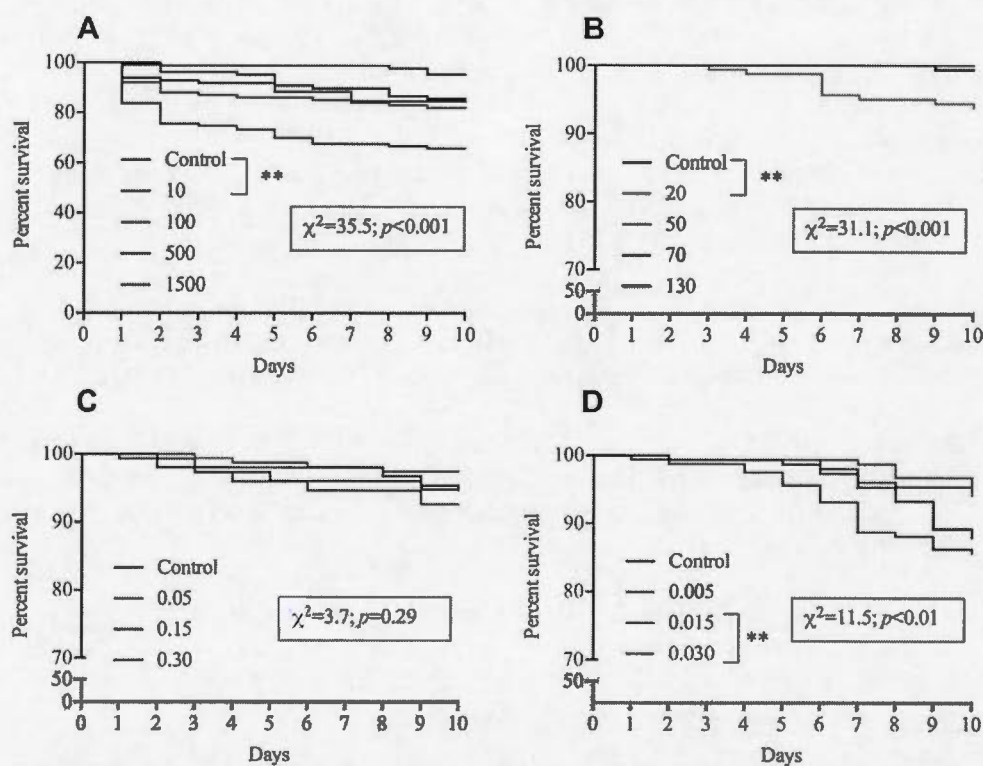 A
Percent survival
100
80
60
40
20
0
Control
10
100
500
1500
**
χ²=35.5; p<0.001
0 1 2 3 4 5 6 7 8 9 10
Days
B
Percent survival
100
90
80
70
50
0
Control
20
50
70
130
**
χ²=31.1; p<0.001
0 1 2 3 4 5 6 7 8 9 10
Days
C
Percent survival
100
90
80
70
50
0
Control
0.05
0.15
0.30
χ²=3.7; p=0.29
0 1 2 3 4 5 6 7 8 9 10
Days
D
Percent survival
100
90
80
70
50
Control
0.005
0.015
0.030
**
χ²=11.5; p<0.01
0 1 2 3 4 5 6 7 8 9 10
Days